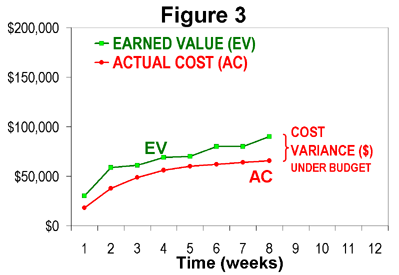 Figure 3
$200,000
EARNED VALUE (EV)
ACTUAL COST (AC)
$150,000
$100,000
COST
VARIANCE ($)
UNDER BUDGET
EV
$50,000
AC
$0
1 2 3 4 5 6 7 8 9 10 11 12
Time (weeks)